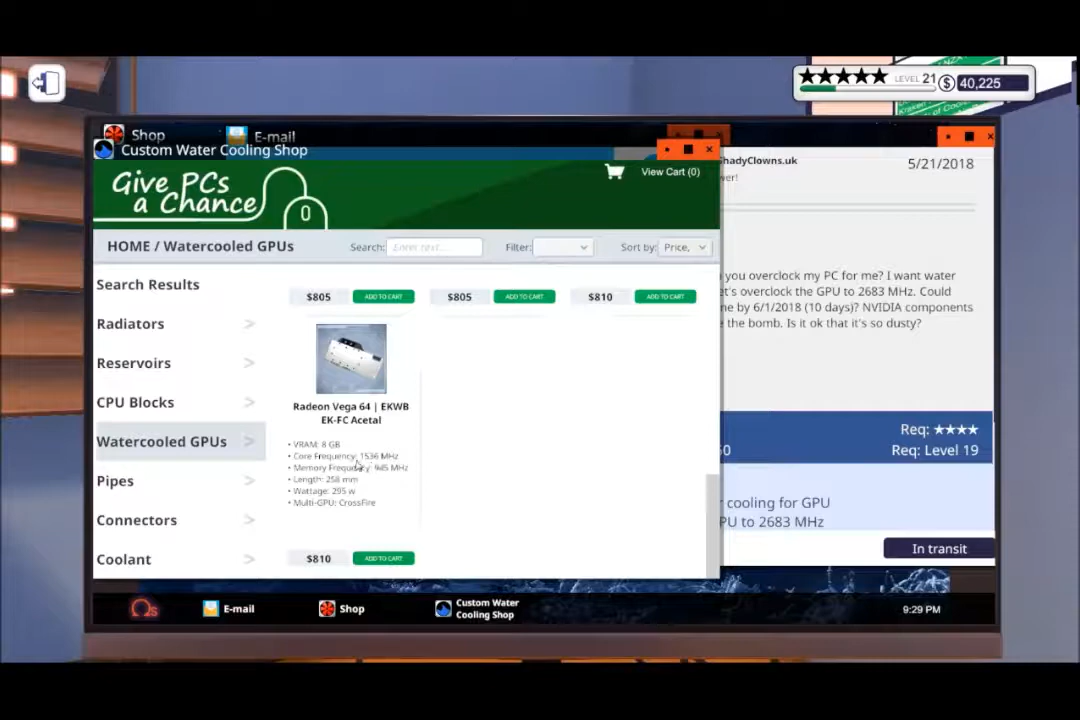 LEVEL 21 $ 40,225
Shop
E-mail
Custom Water Cooling Shop
Give PCs
a Chance
View Cart (0)
HOME / Watercooled GPUs
Search: Enter text...
Filter:
Sort by: Price,
Search Results
Radiators >
Reservoirs >
CPU Blocks >
Watercooled GPUs >
Pipes >
Connectors >
Coolant >
$805 ADD TO CART
$805 ADD TO CART
$810 ADD TO CART
Radeon Vega 64 | EKWB
EK-FC Acetal
• VRAM: 8 GB
• Core Frequency: 1536 MHz
• Memory Frequency: 945 MHz
• Length: 258 mm
• Wattage: 295 w
• Multi-GPU: CrossFire
$810 ADD TO CART
ShadyClowns.uk
5/21/2018
you overclock my PC for me? I want water
et's overclock the GPU to 2683 MHz. Could
ne by 6/1/2018 (10 days)? NVIDIA components
e the bomb. Is it ok that it's so dusty?
Req: ★★★★
Req: Level 19
cooling for GPU
PU to 2683 MHz
In transit
E-mail
Shop
Custom Water
Cooling Shop
9:29 PM